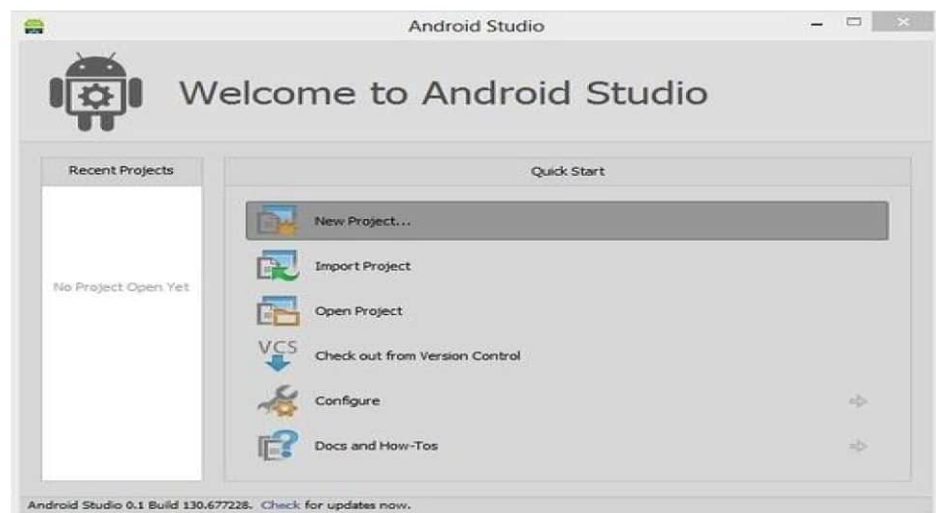 Android Studio
Welcome to Android Studio
Recent Projects
No Project Open Yet
Quick Start
New Project...
Import Project
Open Project
VCS
Check out from Version Control
Configure
Docs and How-Tos
Android Studio 0.1 Build 130.677228. Check for updates now.